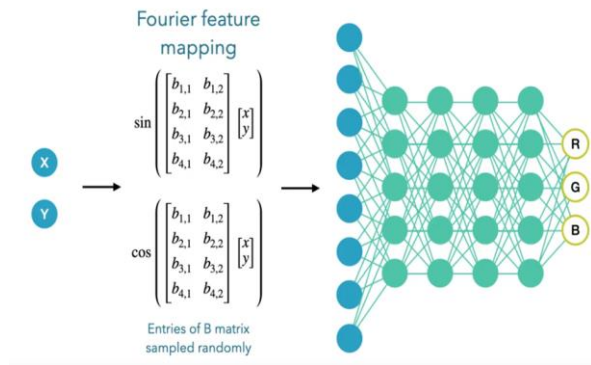 Fourier feature
mapping
X
Y
sin
b1,1 b1,2
b2,1 b2,2
b3,1 b3,2
b4,1 b4,2
x
y
cos
b1,1 b1,2
b2,1 b2,2
b3,1 b3,2
b4,1 b4,2
x
y
Entries of B matrix
sampled randomly
R
G
B